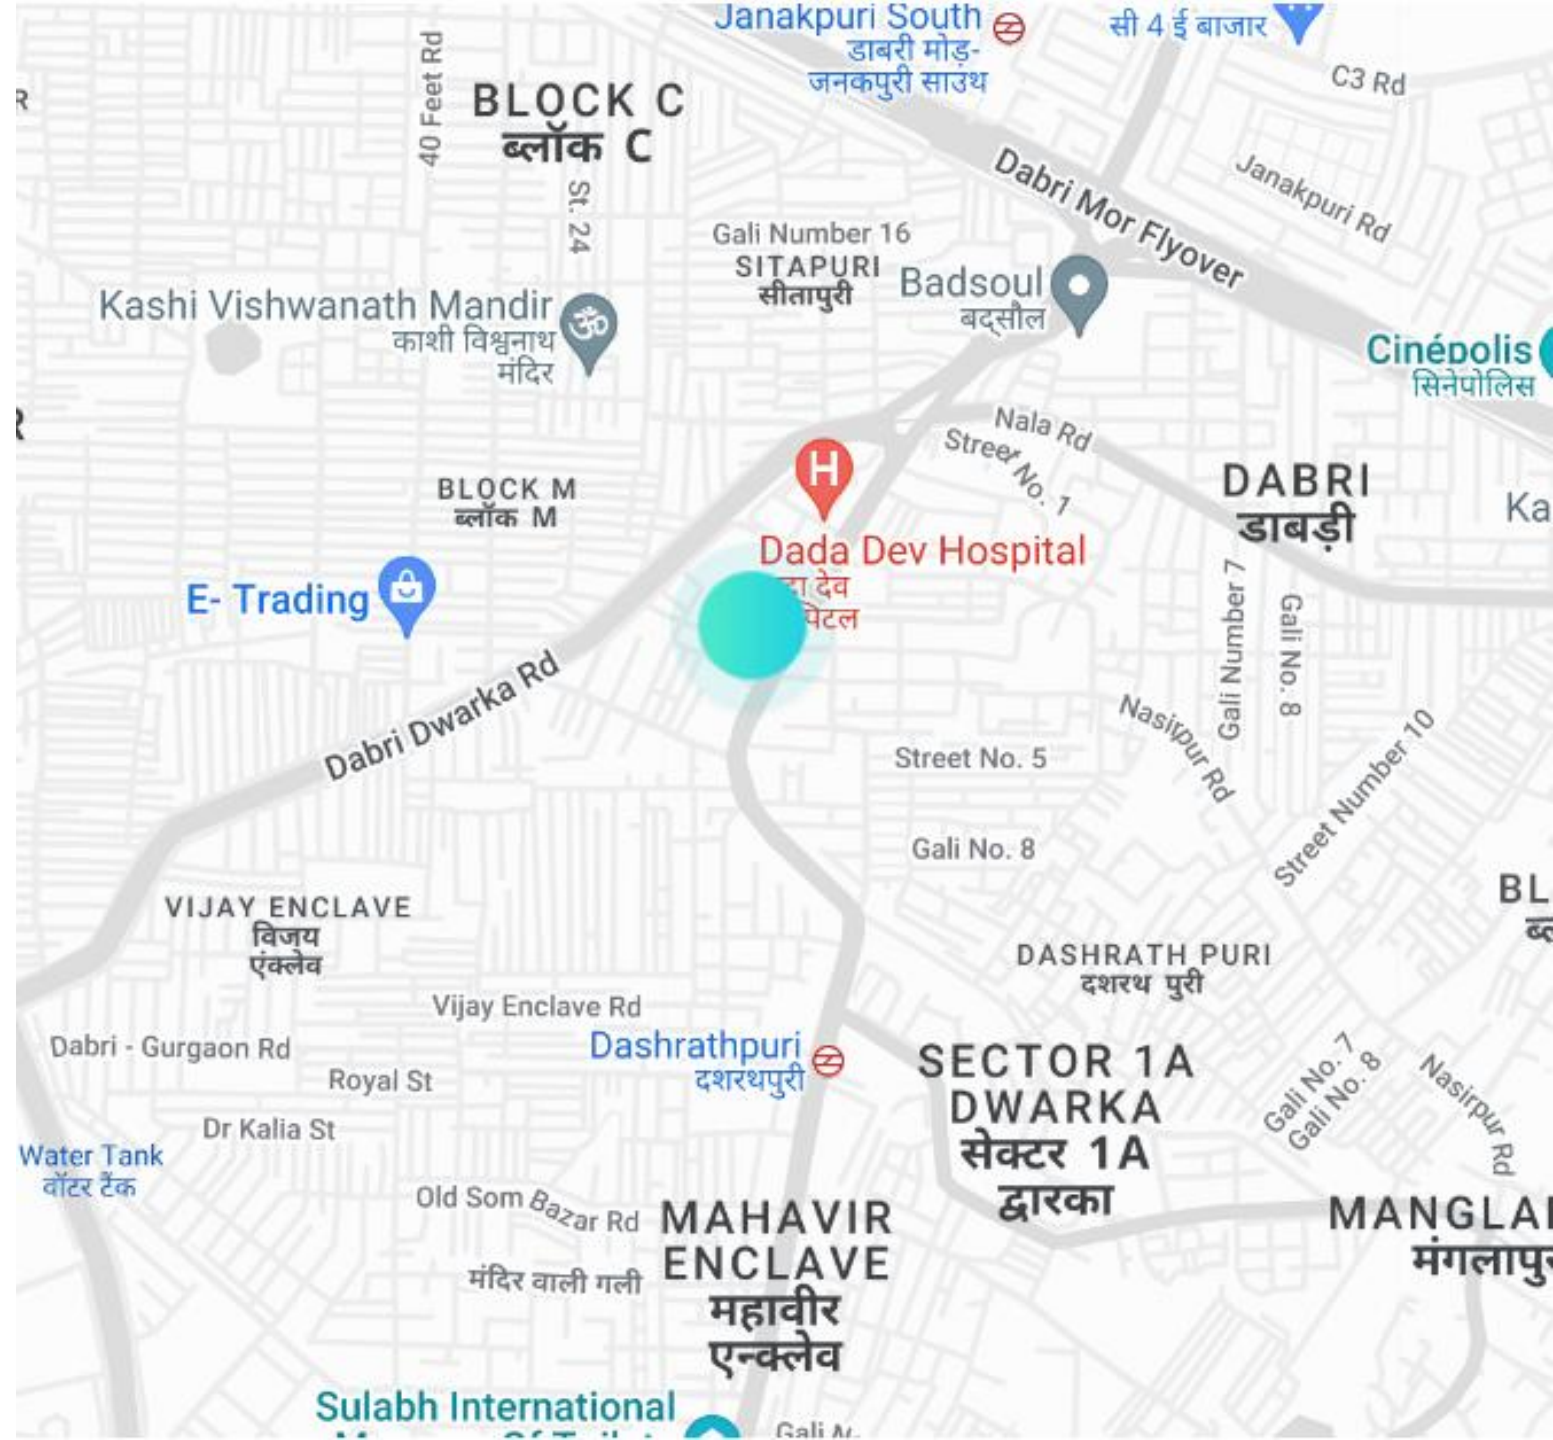 Janakpuri South
डाबरी मोड़-
जनकपुरी साउथ
सी 4 ई बाजार
C3 Rd
40 Feet Rd
BLOCK C
ब्लॉक C
St. 24
Dabri Mor Flyover
Janakpuri Rd
Gali Number 16
SITAPURI
सीतापुरी
Badsoul
बद्सौल
Kashi Vishwanath Mandir
काशी विश्वनाथ
मंदिर
Cinépolis
सिनेपोलिस
Nala Rd
Street No. 1
DABRI
डाबड़ी
Ka
BLOCK M
ब्लॉक M
H
Dada Dev Hospital
देव
E- Trading
Gali Number 7
Gali No. 8
Dabri Dwarka Rd
Nasirpur Rd
Street No. 5
Street Number 10
Gali No. 8
BL
VIJAY ENCLAVE
विजय
एंक्लेव
DASHRATH PURI
दशरथ पुरी
Vijay Enclave Rd
Dabri - Gurgaon Rd
Dashrathpuri
दशरथपुरी
Royal St
SECTOR 1A
DWARKA
सेक्टर 1A
द्वारका
Gali No. 7
Gali No. 8
Nasirpur Rd
Dr Kalia St
Water Tank
वॉटर टैंक
Old Som Bazar Rd
MAHAVIR
ENCLAVE
महावीर
एन्क्लेव
मंदिर वाली गली
Sulabh International
Gali